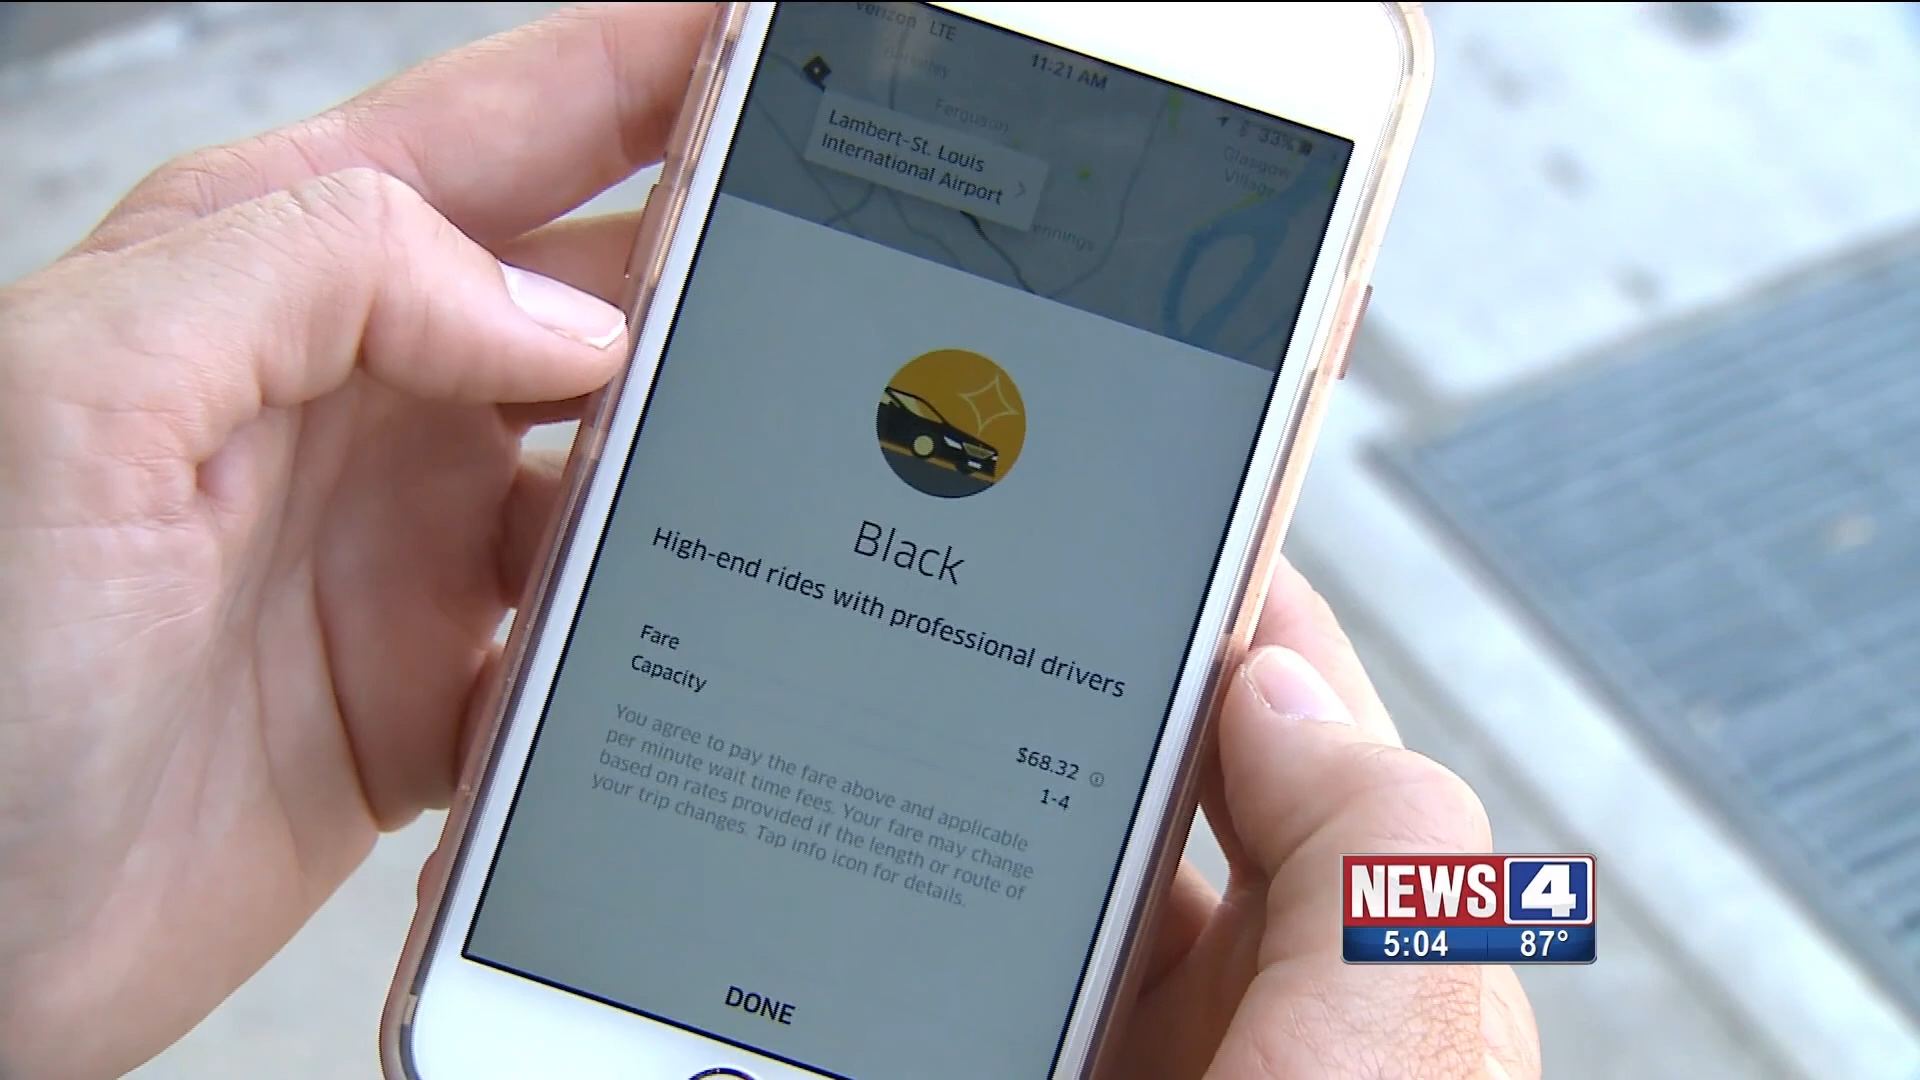 verizon LTE
11:21 AM
33%
Ferguson
Glasgow
Village
Lambert-St. Louis
International Airport
ennings
Black
High-end rides with professional drivers
Fare $68.32
Capacity 1-4
You agree to pay the fare above and applicable
per minute wait time fees. Your fare may change
based on rates provided if the length or route of
your trip changes. Tap info icon for details.
DONE
NEWS 4
5:04 87°